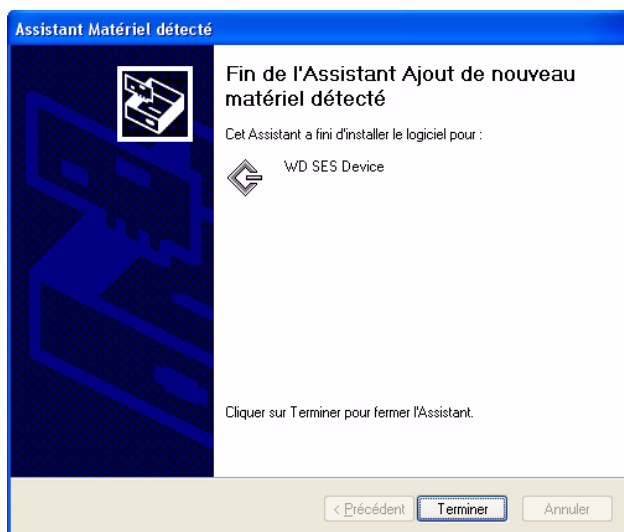 Assistant Matériel détecté
Fin de l'Assistant Ajout de nouveau
matériel détecté
Cet Assistant a fini d'installer le logiciel pour :
WD SES Device
Cliquer sur Terminer pour fermer l'Assistant.
< Précédent
Terminer
Annuler